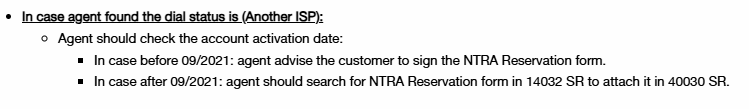 • In case agent found the dial status is (Another ISP):
○ Agent should check the account activation date:
▪ In case before 09/2021: agent advise the customer to sign the NTRA Reservation form.
▪ In case after 09/2021: agent should search for NTRA Reservation form in 14032 SR to attach it in 40030 SR.